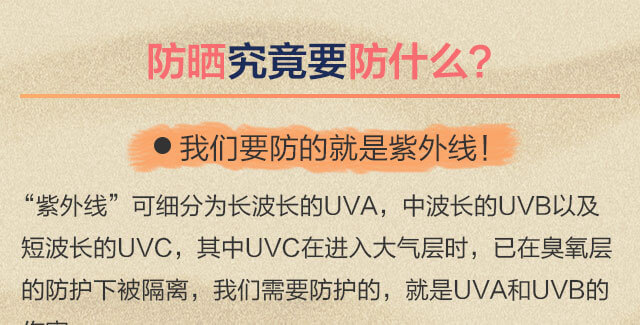 防晒究竟要防什么?
●我们要防的就是紫外线!
“紫外线”可细分为长波长的UVA，中波长的UVB以及
短波长的UVC，其中UVC在进入大气层时，已在臭氧层
的防护下被隔离，我们需要防护的，就是UVA和UVB的